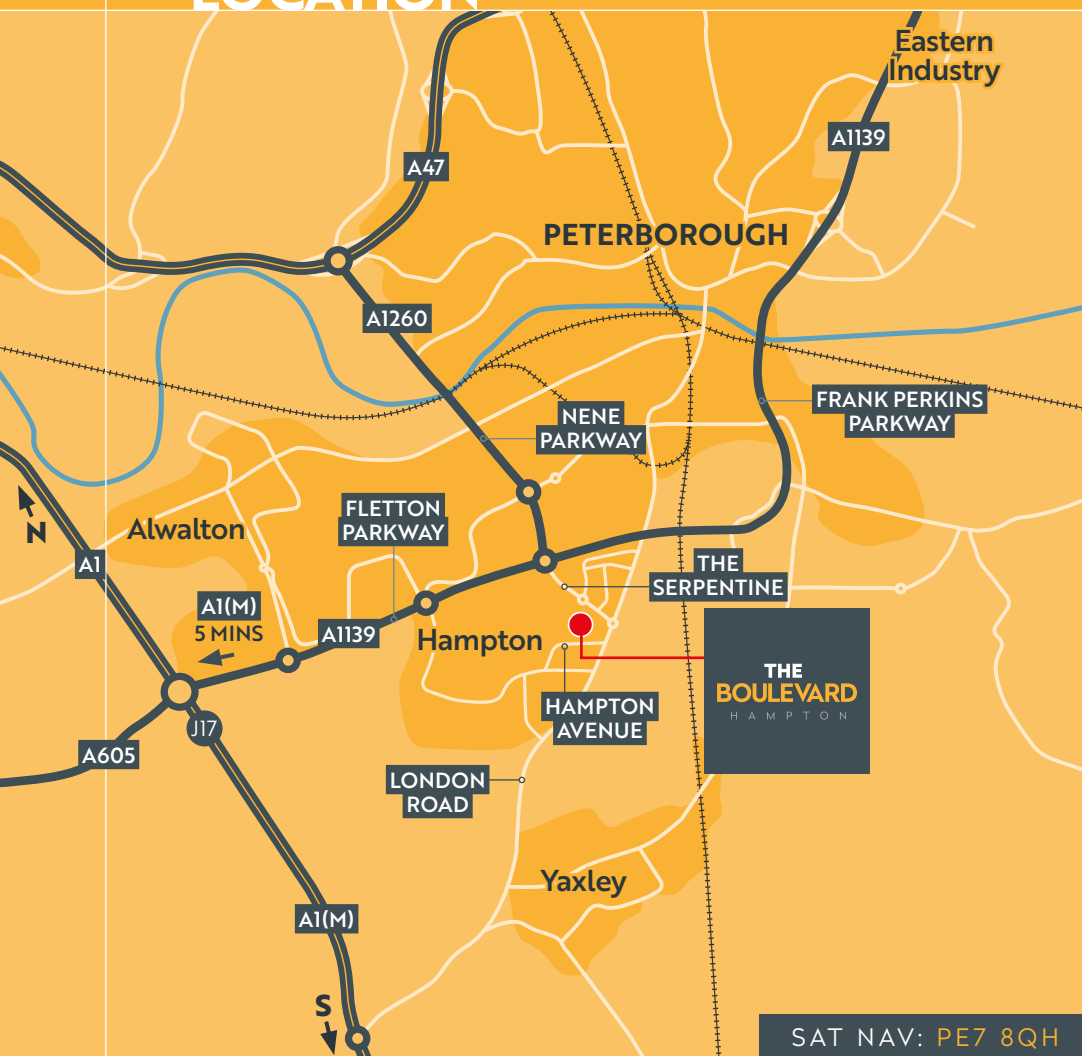 LOCATION
Eastern
Industry
A1139
A47
PETERBOROUGH
A1260
FRANK PERKINS
PARKWAY
NENE
PARKWAY
FLETTON
PARKWAY
Alwalton
N
A1
THE
SERPENTINE
A1(M)
5 MINS
A1139
Hampton
THE
BOULEVARD
HAMPTON
HAMPTON
AVENUE
J17
A605
LONDON
ROAD
Yaxley
A1(M)
S
SAT NAV: PE7 8QH